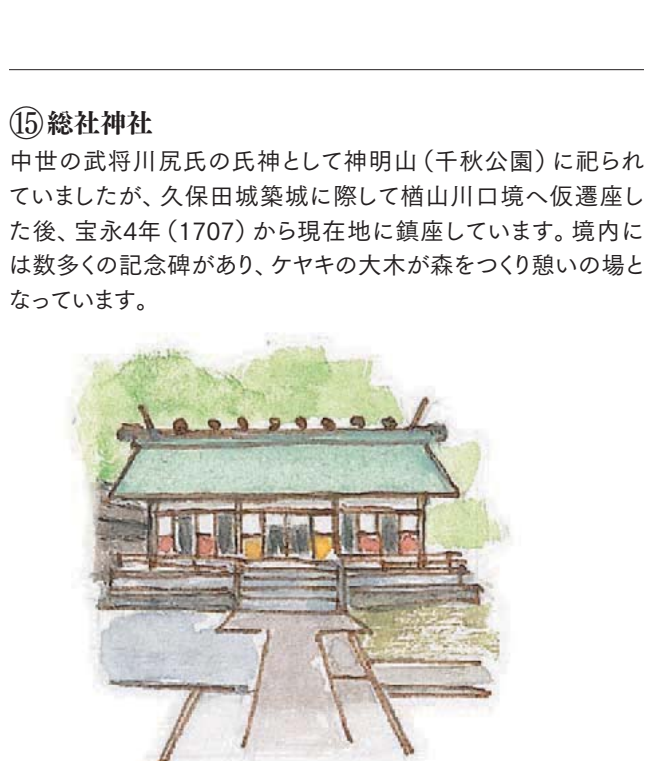 ⑮総社神社
中世の武将川尻氏の氏神として神明山（千秋公園）に祀られ
ていましたが、久保田城築城に際して楢山川口境へ仮遷座し
た後、宝永4年（1707）から現在地に鎮座しています。境内に
は数多くの記念碑があり、ケヤキの大木が森をつくり憩いの場と
なっています。